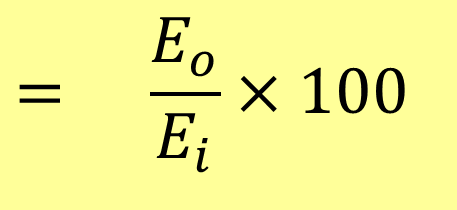 = E_o/E_i × 100